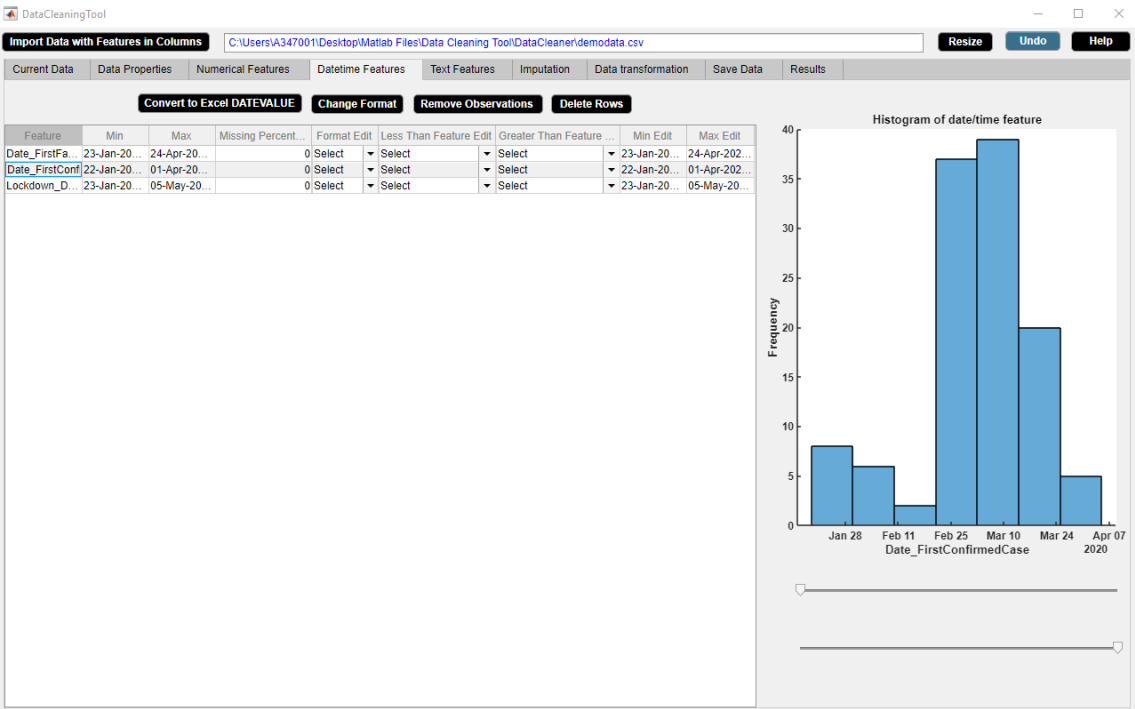 DataCleaningTool
Import Data with Features in Columns C:\Users\A347001\Desktop\Matlab Files\Data Cleaning Tool\DataCleaner\demodata.csv Resize Undo Help
Current Data Data Properties Numerical Features Datetime Features Text Features Imputation Data transformation Save Data Results
Convert to Excel DATEVALUE Change Format Remove Observations Delete Rows
Feature Min Max Missing Percent... Format Edit Less Than Feature Edit Greater Than Feature ... Min Edit Max Edit
Date_FirstFa... 23-Jan-20... 24-Apr-20... 0 Select Select Select 23-Jan-20... 24-Apr-202...
Date_FirstConf 22-Jan-20... 01-Apr-20... 0 Select Select Select 22-Jan-20... 01-Apr-202...
Lockdown_D... 23-Jan-20... 05-May-20... 0 Select Select Select 23-Jan-20... 05-May-20...
Histogram of date/time feature
40
35
30
25
20
15
10
5
0
Frequency
Jan 28 Feb 11 Feb 25 Mar 10 Mar 24 Apr 07
Date_FirstConfirmedCase 2020